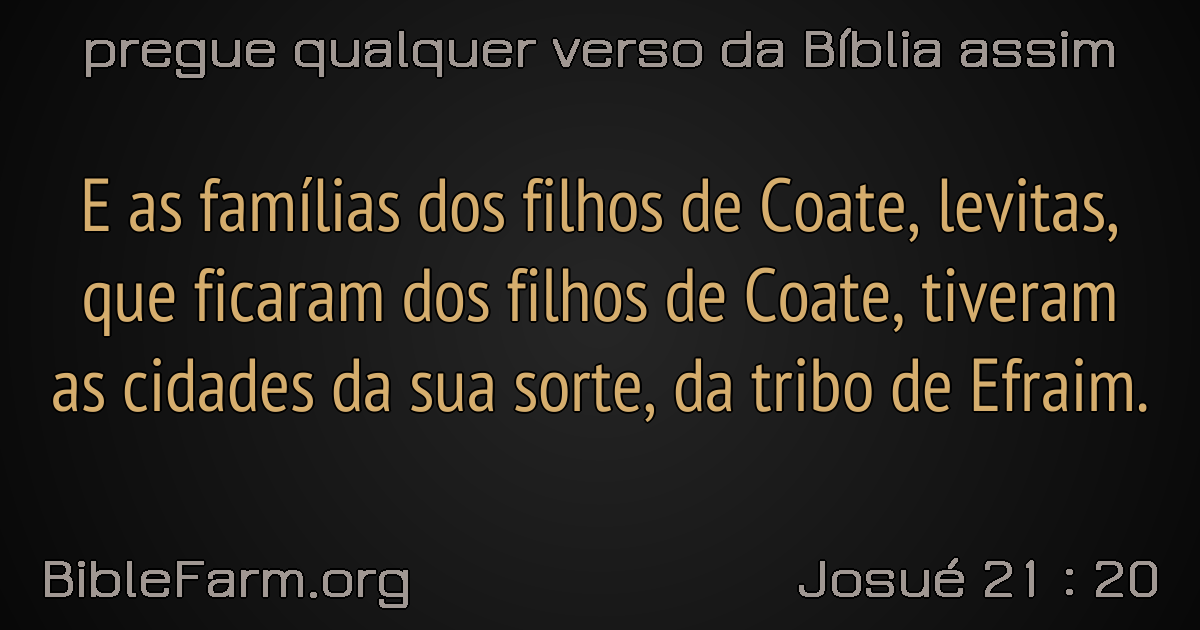 pregue qualquer verso da Bíblia assim
E as famílias dos filhos de Coate, levitas,
que ficaram dos filhos de Coate, tiveram
as cidades da sua sorte, da tribo de Efraim.
BibleFarm.org
Josué 21 : 20